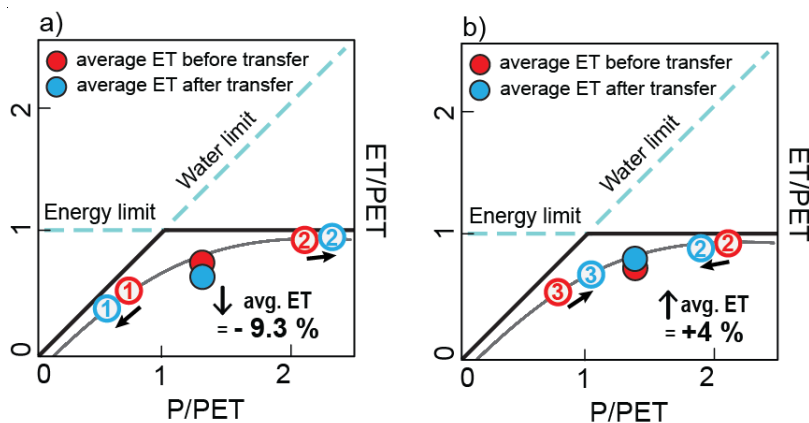 a)
average ET before transfer
average ET after transfer
Water limit
Energy limit
1
1
2
2
avg. ET
= - 9.3 %
0
1
2
0
1
2
P/PET
ET/PET
b)
average ET before transfer
average ET after transfer
Water limit
Energy limit
3
3
2
2
avg. ET
= +4 %
0
1
2
0
1
2
P/PET
ET/PET